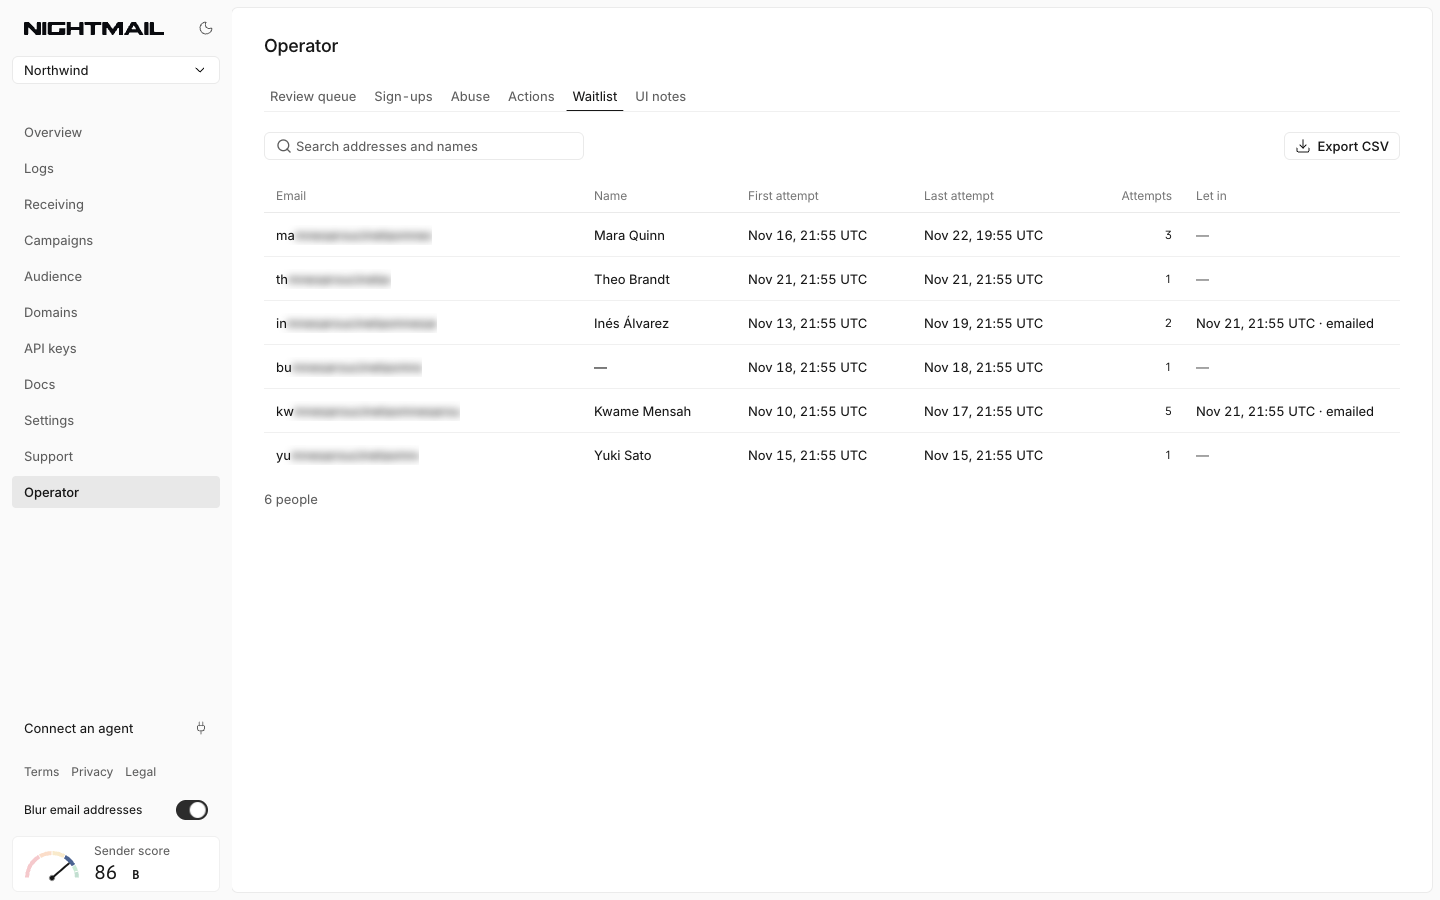 NIGHTMAIL
Northwind
Overview
Logs
Receiving
Campaigns
Audience
Domains
API keys
Docs
Settings
Support
Operator
Connect an agent
Terms Privacy Legal
Blur email addresses
Sender score
86 B
Operator
Review queue Sign-ups Abuse Actions Waitlist UI notes
Search addresses and names
Export CSV
Email Name First attempt Last attempt Attempts Let in
ma Mara Quinn Nov 16, 21:55 UTC Nov 22, 19:55 UTC 3 —
th Theo Brandt Nov 21, 21:55 UTC Nov 21, 21:55 UTC 1 —
in Inés Álvarez Nov 13, 21:55 UTC Nov 19, 21:55 UTC 2 Nov 21, 21:55 UTC · emailed
bu — Nov 18, 21:55 UTC Nov 18, 21:55 UTC 1 —
kw Kwame Mensah Nov 10, 21:55 UTC Nov 17, 21:55 UTC 5 Nov 21, 21:55 UTC · emailed
yu Yuki Sato Nov 15, 21:55 UTC Nov 15, 21:55 UTC 1 —
6 people